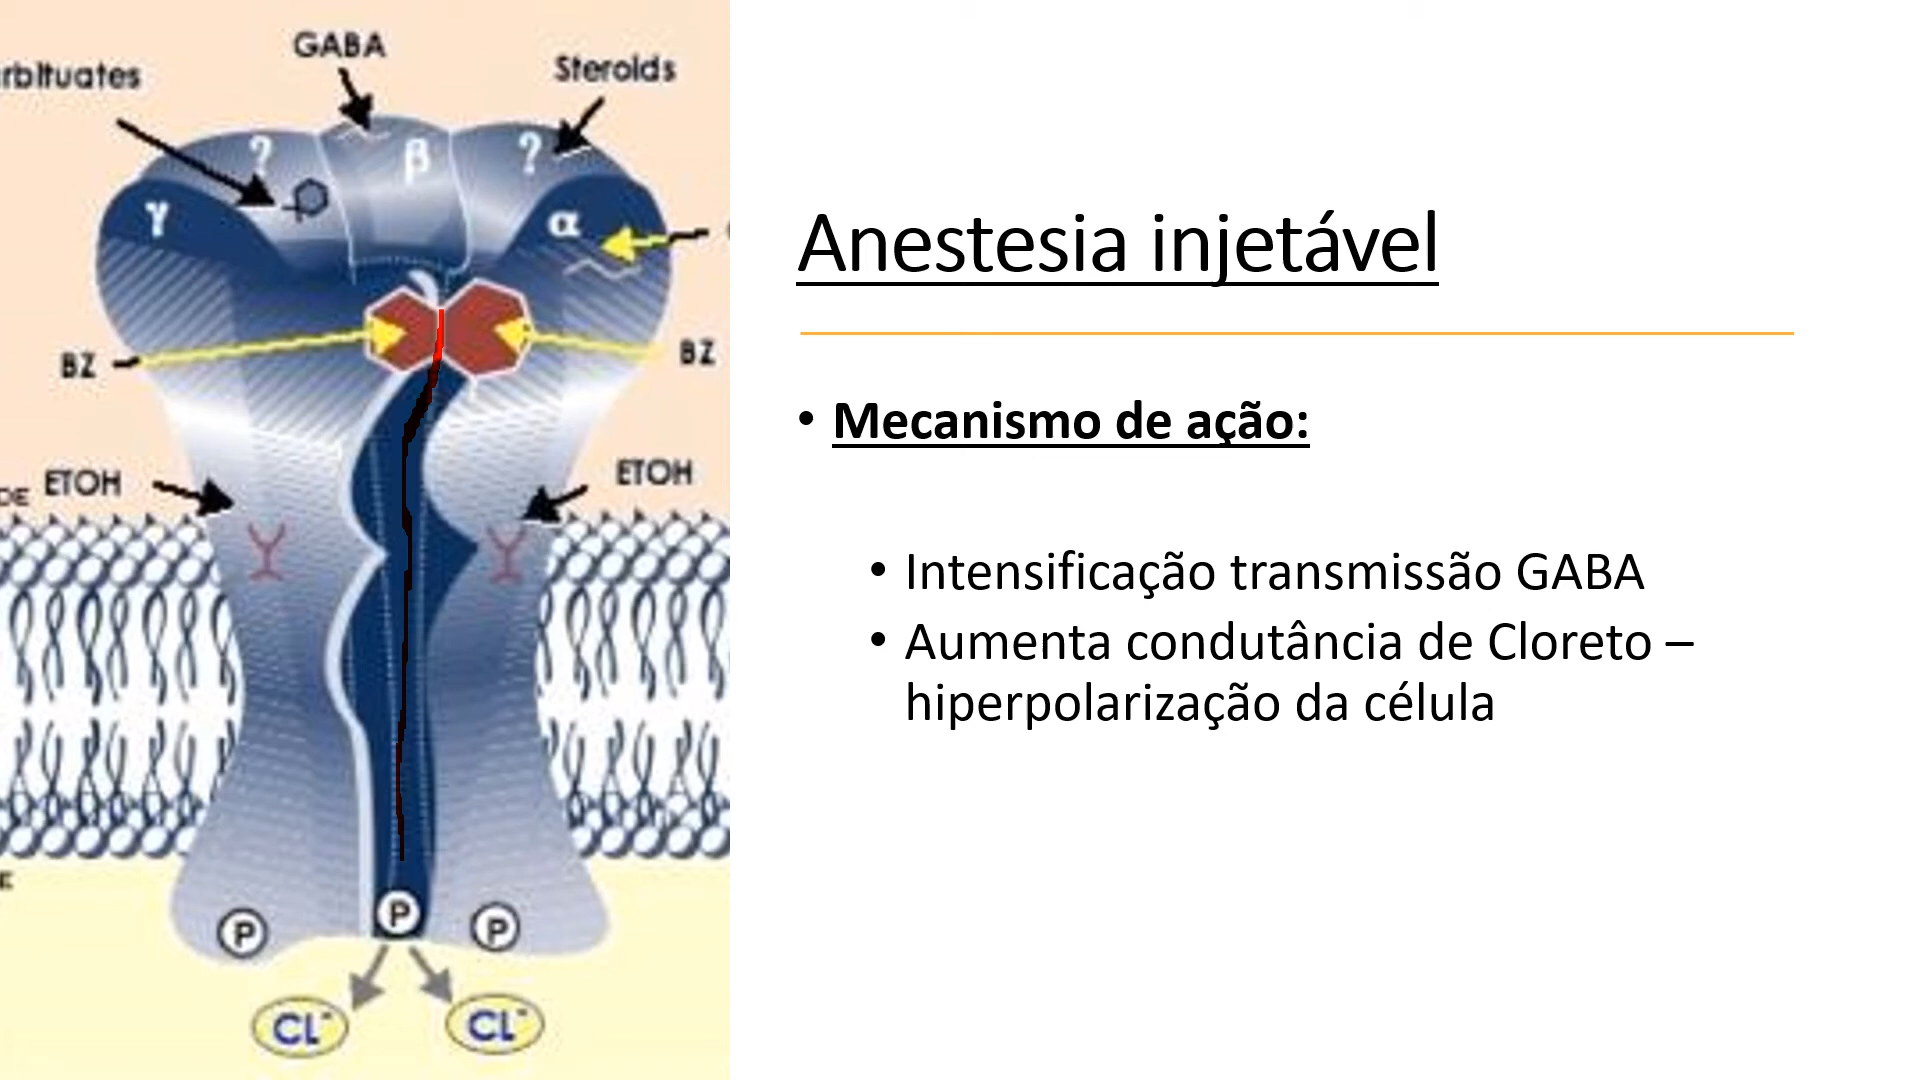 GABA
Steroids
rbituates
?
β
?
γ
α
BZ
BZ
ETOH
ETOH
DE
E
P
P
P
CL⁻
CL⁻
Anestesia injetável
• Mecanismo de ação:
• Intensificação transmissão GABA
• Aumenta condutância de Cloreto –
hiperpolarização da célula